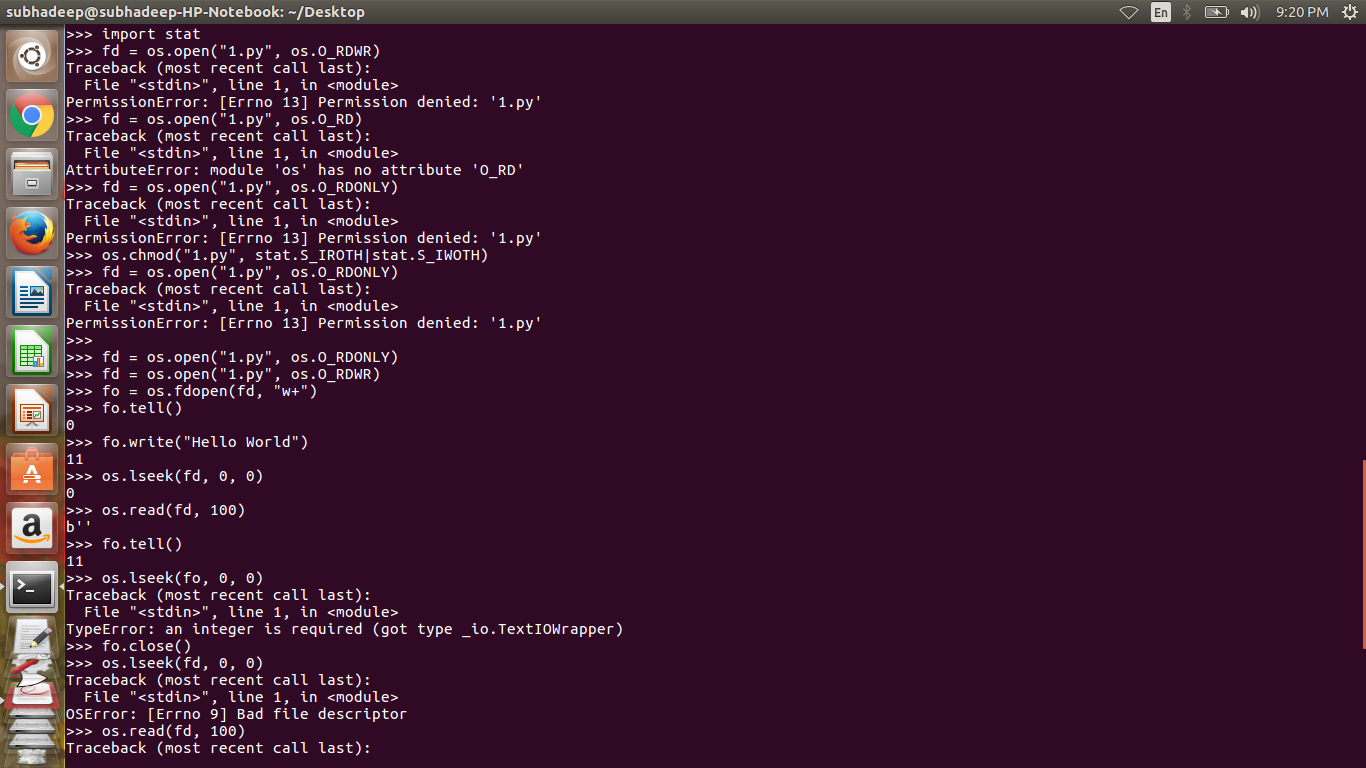 subhadeep@subhadeep-HP-Notebook: ~/Desktop
En
9:20 PM
>>> import stat
>>> fd = os.open("1.py", os.O_RDWR)
Traceback (most recent call last):
  File "<stdin>", line 1, in <module>
PermissionError: [Errno 13] Permission denied: '1.py'
>>> fd = os.open("1.py", os.O_RD)
Traceback (most recent call last):
  File "<stdin>", line 1, in <module>
AttributeError: module 'os' has no attribute 'O_RD'
>>> fd = os.open("1.py", os.O_RDONLY)
Traceback (most recent call last):
  File "<stdin>", line 1, in <module>
PermissionError: [Errno 13] Permission denied: '1.py'
>>> os.chmod("1.py", stat.S_IROTH|stat.S_IWOTH)
>>> fd = os.open("1.py", os.O_RDONLY)
Traceback (most recent call last):
  File "<stdin>", line 1, in <module>
PermissionError: [Errno 13] Permission denied: '1.py'
>>>
>>> fd = os.open("1.py", os.O_RDONLY)
>>> fd = os.open("1.py", os.O_RDWR)
>>> fo = os.fdopen(fd, "w+")
>>> fo.tell()
0
>>> fo.write("Hello World")
11
>>> os.lseek(fd, 0, 0)
0
>>> os.read(fd, 100)
b''
>>> fo.tell()
11
>>> os.lseek(fo, 0, 0)
Traceback (most recent call last):
  File "<stdin>", line 1, in <module>
TypeError: an integer is required (got type _io.TextIOWrapper)
>>> fo.close()
>>> os.lseek(fd, 0, 0)
Traceback (most recent call last):
  File "<stdin>", line 1, in <module>
OSError: [Errno 9] Bad file descriptor
>>> os.read(fd, 100)
Traceback (most recent call last):